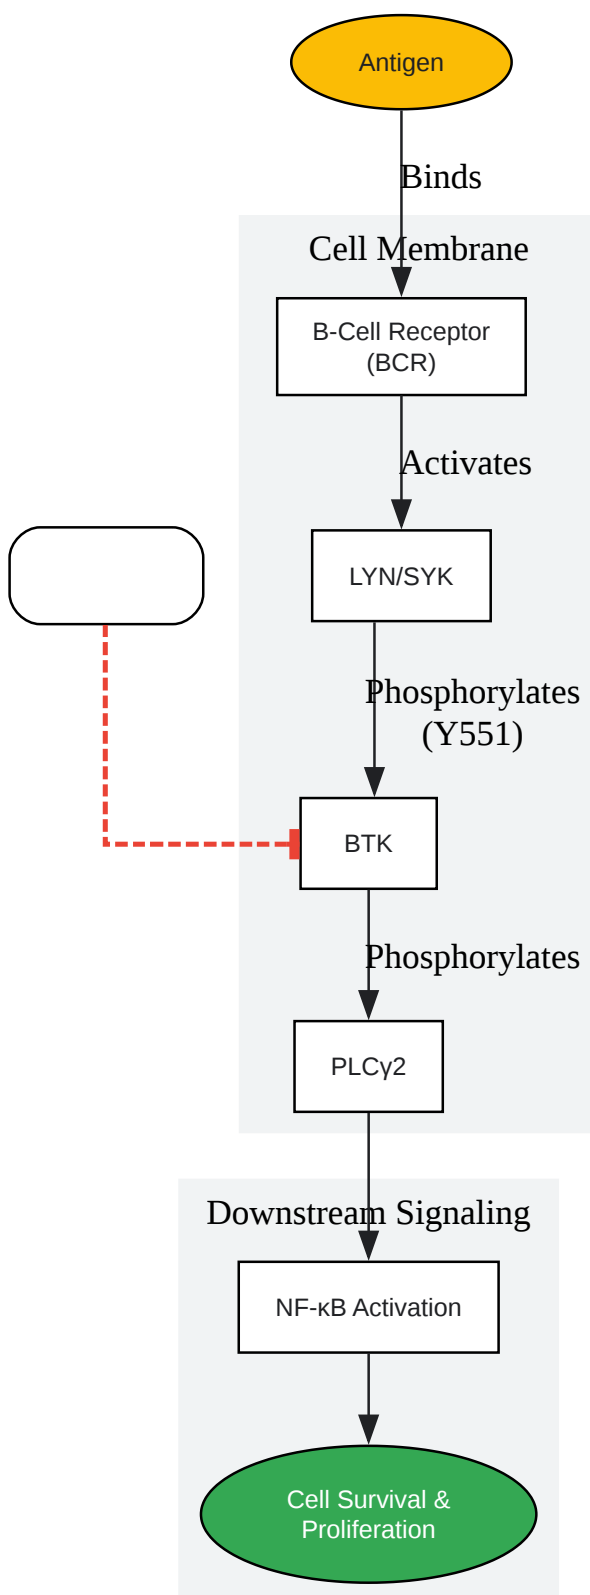 Antigen
Binds
Cell Membrane
B-Cell Receptor
(BCR)
Activates
LYN/SYK
Phosphorylates
(Y551)
BTK
Phosphorylates
PLCγ2
Downstream Signaling
NF-κB Activation
Cell Survival &
Proliferation